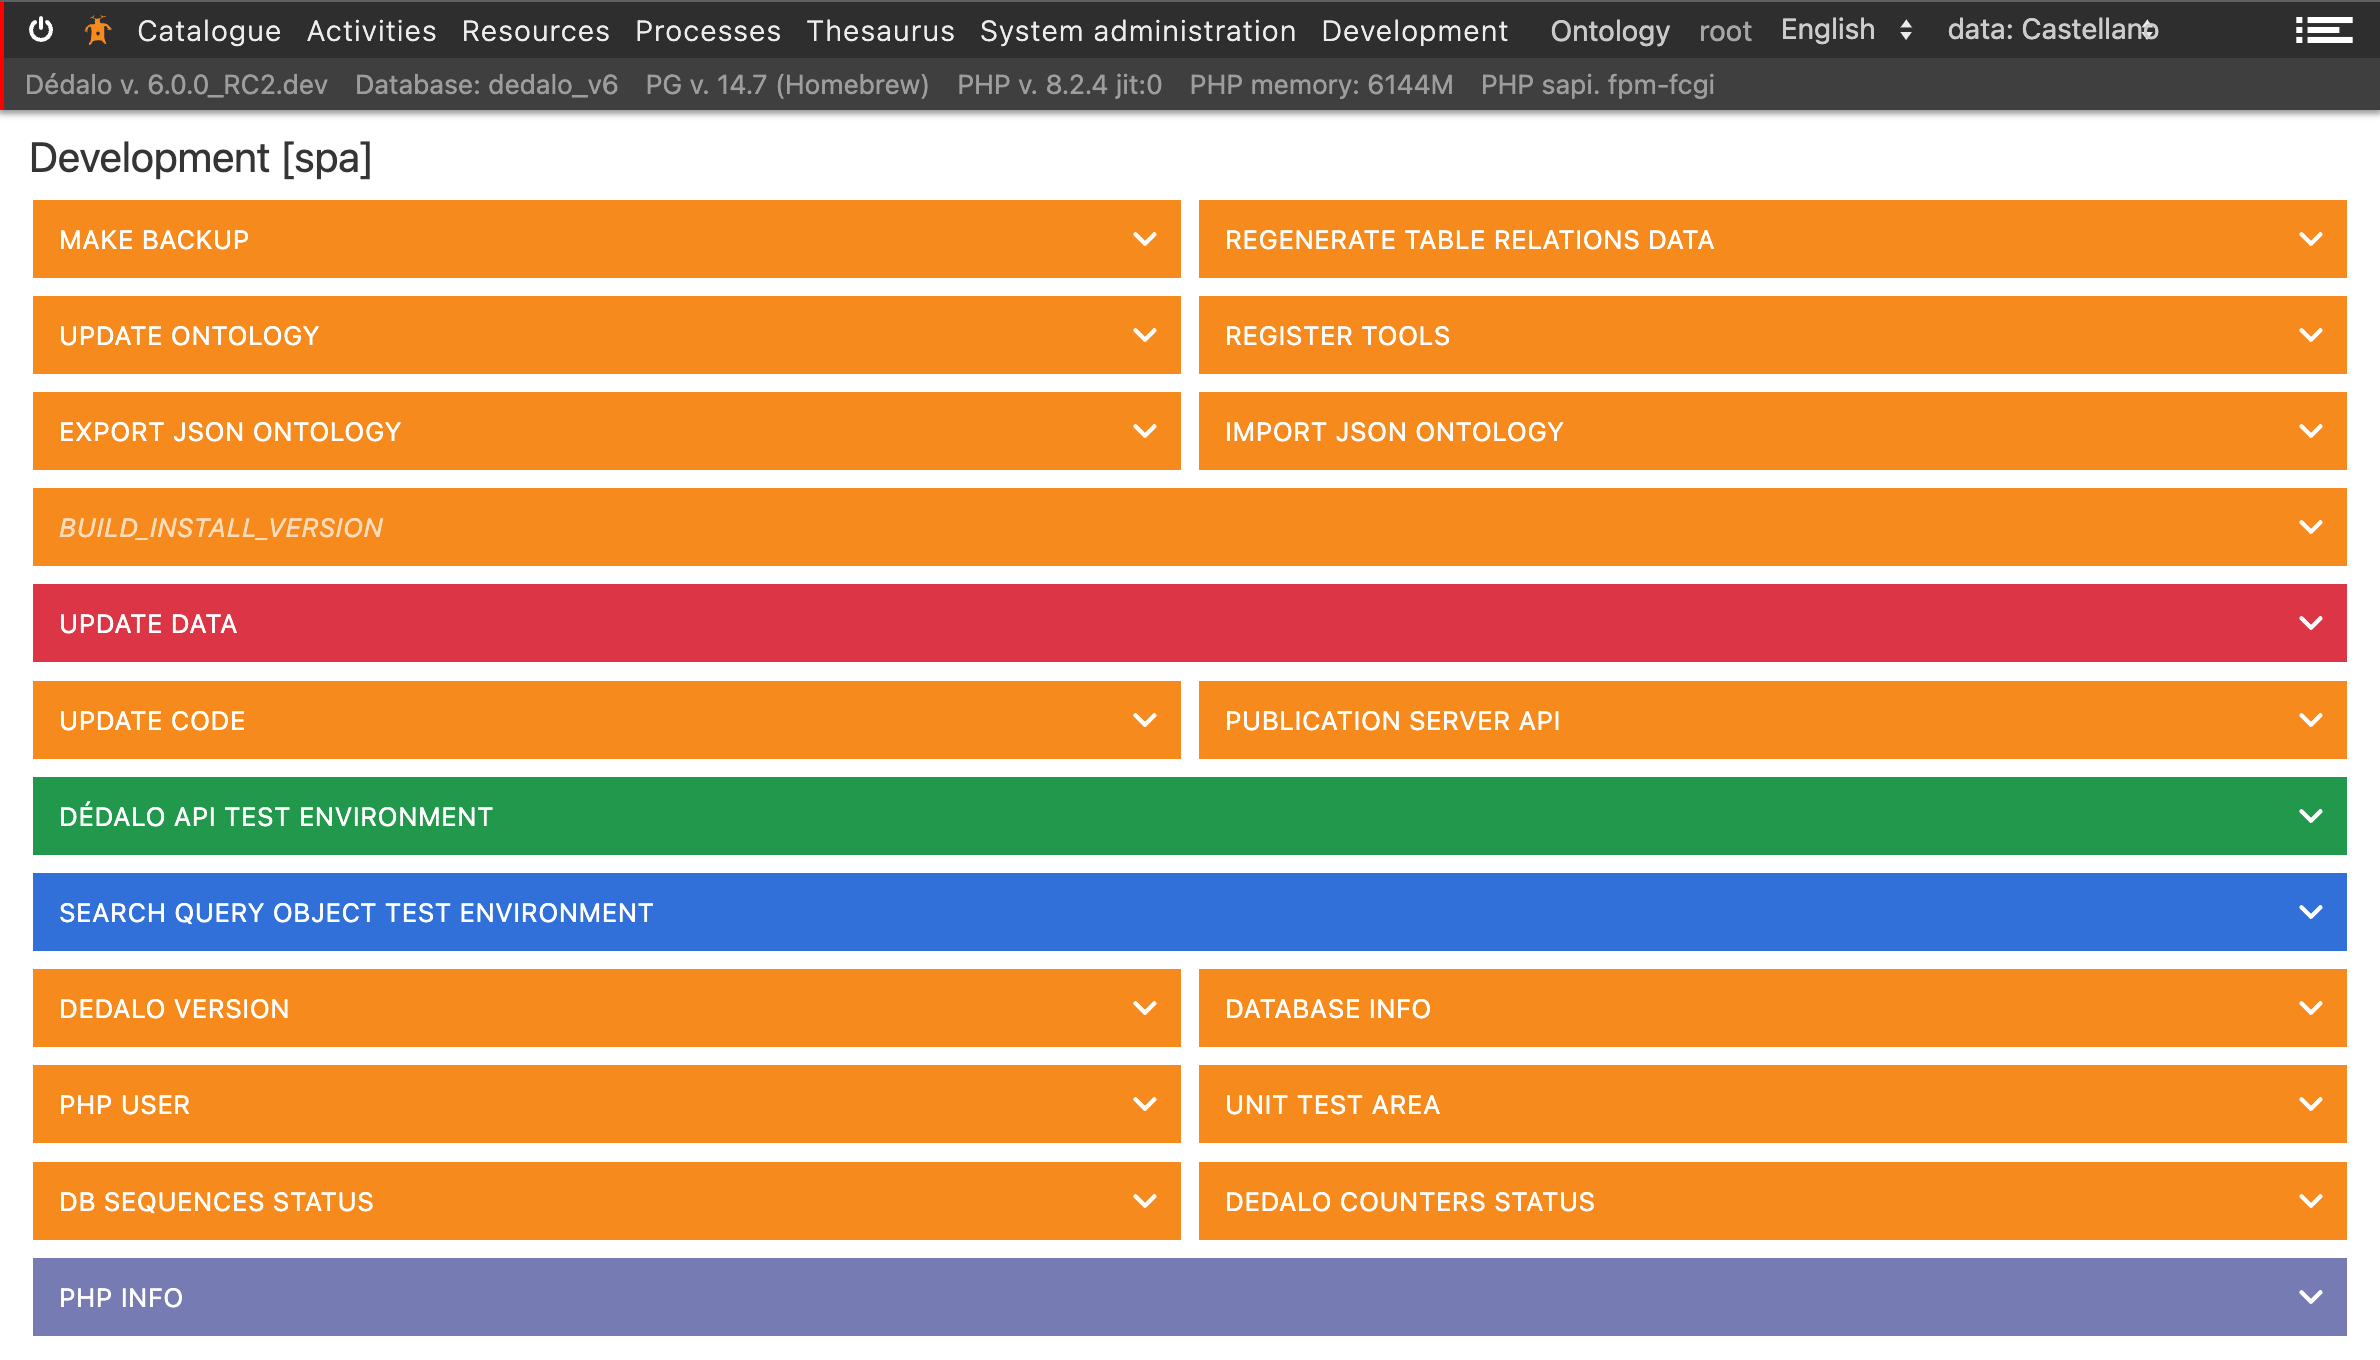 Catalogue Activities Resources Processes Thesaurus System administration Development Ontology root English data: Castellano
Dédalo v. 6.0.0_RC2.dev Database: dedalo_v6 PG v. 14.7 (Homebrew) PHP v. 8.2.4 jit:0 PHP memory: 6144M PHP sapi. fpm-fcgi
Development [spa]
MAKE BACKUP
REGENERATE TABLE RELATIONS DATA
UPDATE ONTOLOGY
REGISTER TOOLS
EXPORT JSON ONTOLOGY
IMPORT JSON ONTOLOGY
BUILD_INSTALL_VERSION
UPDATE DATA
UPDATE CODE
PUBLICATION SERVER API
DÉDALO API TEST ENVIRONMENT
SEARCH QUERY OBJECT TEST ENVIRONMENT
DEDALO VERSION
DATABASE INFO
PHP USER
UNIT TEST AREA
DB SEQUENCES STATUS
DEDALO COUNTERS STATUS
PHP INFO